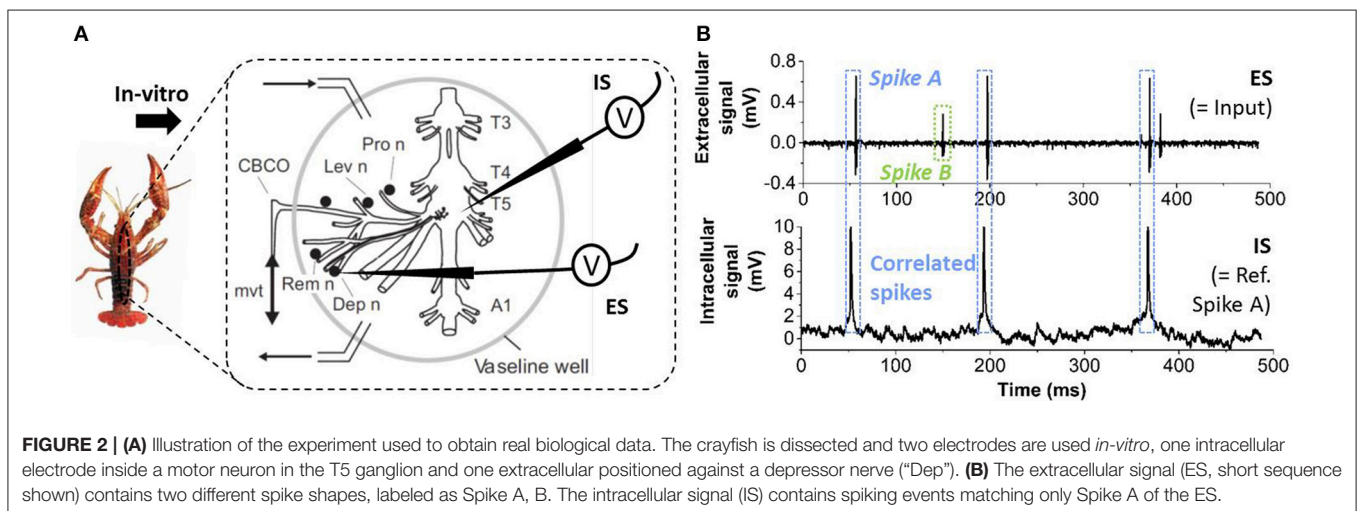 A
In-vitro
IS
V
T3
Pro n
Lev n
CBCO
T4
T5
V
mvt
Rem n
Dep n
ES
A1
Vaseline well
B
Extracellular
signal
(mV)
0.8
0.4
0.0
-0.4
Spike A
Spike B
ES
(= Input)
0
100
200
300
400
500
Intracellular
signal
(mV)
10
8
6
4
2
0
Correlated
spikes
IS
(= Ref.
Spike A)
0
100
200
300
400
500
Time (ms)
FIGURE 2 | (A) Illustration of the experiment used to obtain real biological data. The crayfish is dissected and two electrodes are used in-vitro, one intracellular
electrode inside a motor neuron in the T5 ganglion and one extracellular positioned against a depressor nerve (“Dep”). (B) The extracellular signal (ES, short sequence
shown) contains two different spike shapes, labeled as Spike A, B. The intracellular signal (IS) contains spiking events matching only Spike A of the ES.